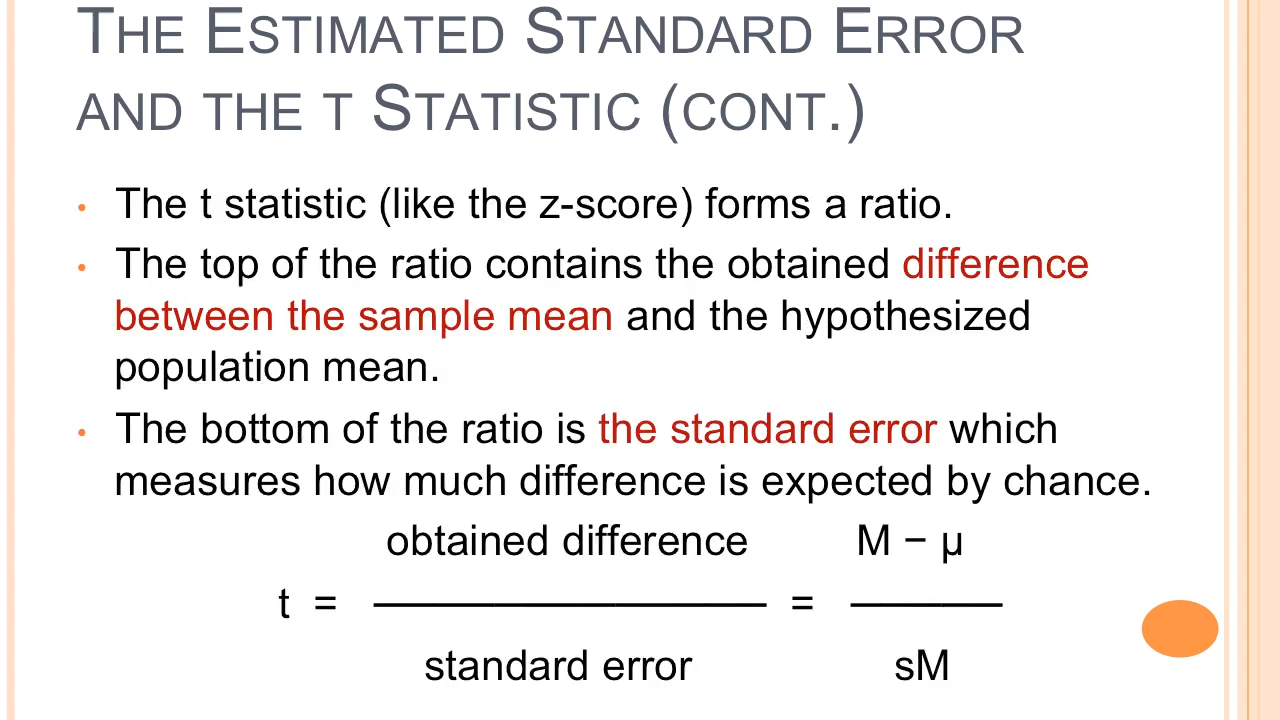 THE ESTIMATED STANDARD ERROR
AND THE T STATISTIC (CONT.)
• The t statistic (like the z-score) forms a ratio.
• The top of the ratio contains the obtained difference
between the sample mean and the hypothesized
population mean.
• The bottom of the ratio is the standard error which
measures how much difference is expected by chance.
obtained difference M − μ
t = ───────────── = ─────
standard error sM